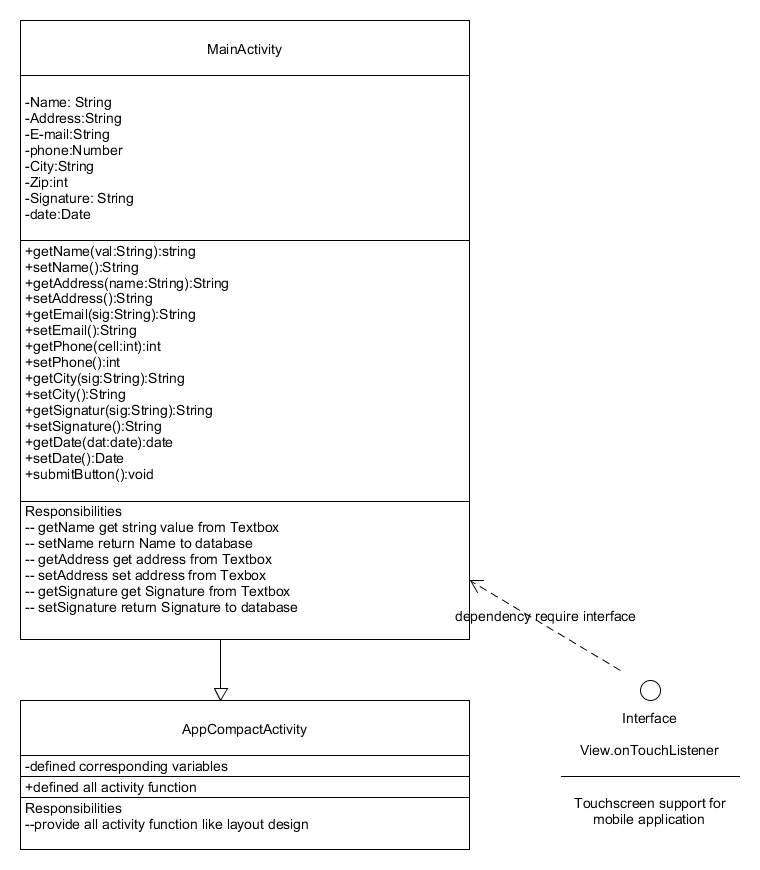 MainActivity
-Name: String
-Address:String
-E-mail:String
-phone:Number
-City:String
-Zip:int
-Signature: String
-date:Date
+getName(val:String):string
+setName():String
+getAddress(name:String):String
+setAddress():String
+getEmail(sig:String):String
+setEmail():String
+getPhone(cell:int):int
+setPhone():int
+getCity(sig:String):String
+setCity():String
+getSignatur(sig:String):String
+setSignature():String
+getDate(dat:date):date
+setDate():Date
+submitButton():void
Responsibilities
-- getName get string value from Textbox
-- setName return Name to database
-- getAddress get address from Textbox
-- setAddress set address from Texbox
-- getSignature get Signature from Textbox
-- setSignature return Signature to database
dependency require interface
Interface
View.onTouchListener
Touchscreen support for
mobile application
AppCompactActivity
-defined corresponding variables
+defined all activity function
Responsibilities
--provide all activity function like layout design